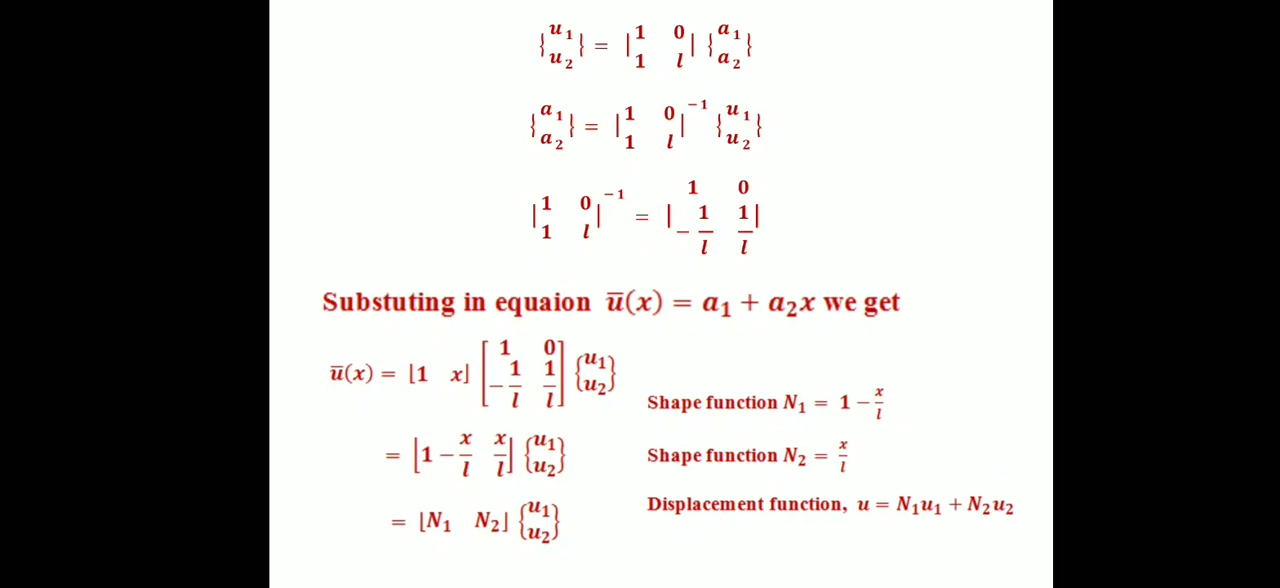 {u₁ u₂} = |1 0 1 l| {a₁ a₂}
{a₁ a₂} = |1 0 1 l|⁻¹ {u₁ u₂}
|1 0 1 l|⁻¹ = |1 0 −1/l 1/l|
Substuting in equaion ū(x) = a₁ + a₂x we get
ū(x) = ⌊1 x⌋ [1 0 −1/l 1/l] {u₁ u₂}
Shape function N₁ = 1 − x/l
= ⌊1 − x/l x/l⌋ {u₁ u₂}
Shape function N₂ = x/l
Displacement function, u = N₁u₁ + N₂u₂
= ⌊N₁ N₂⌋ {u₁ u₂}